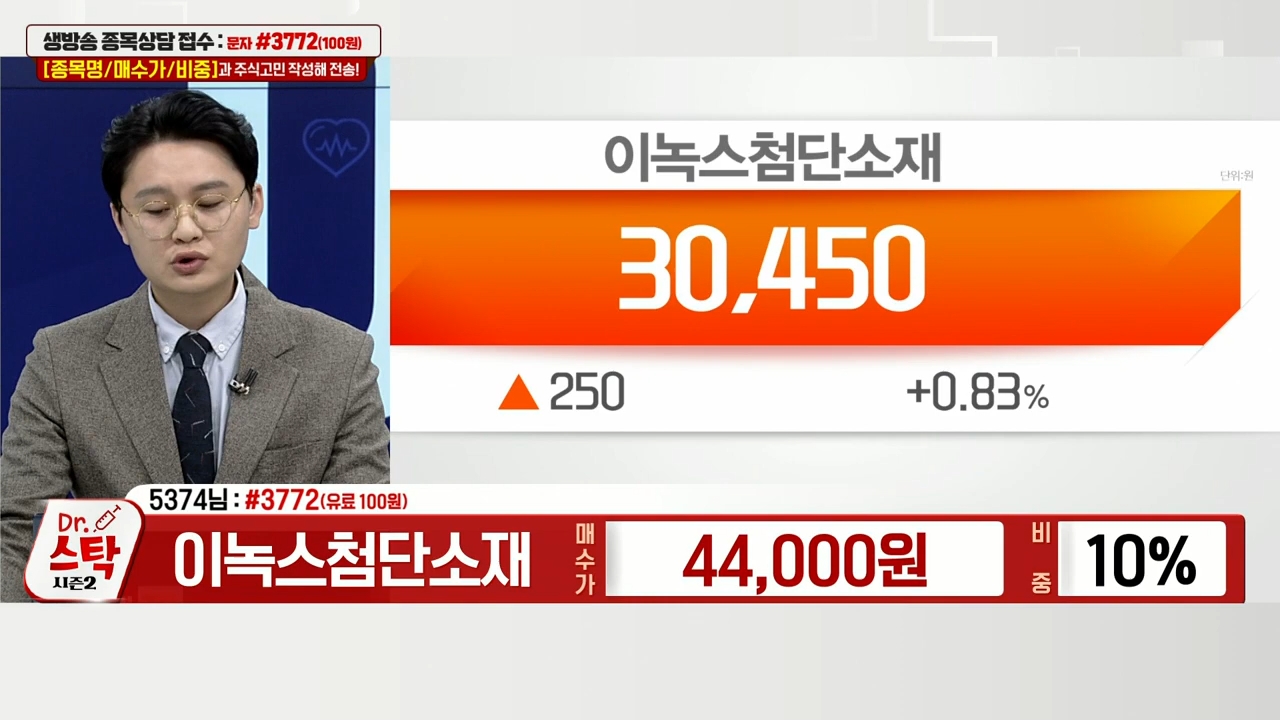 생방송 종목상담 접수 : 문자 #3772(100원)
[종목명/매수가/비중]과 주식고민 작성해 전송!
이녹스첨단소재
단위:원
30,450
▲ 250 +0.83%
5374님 : #3772(유료 100원)
Dr.
스탁
시즌2
이녹스첨단소재 매수가 44,000원 비중 10%